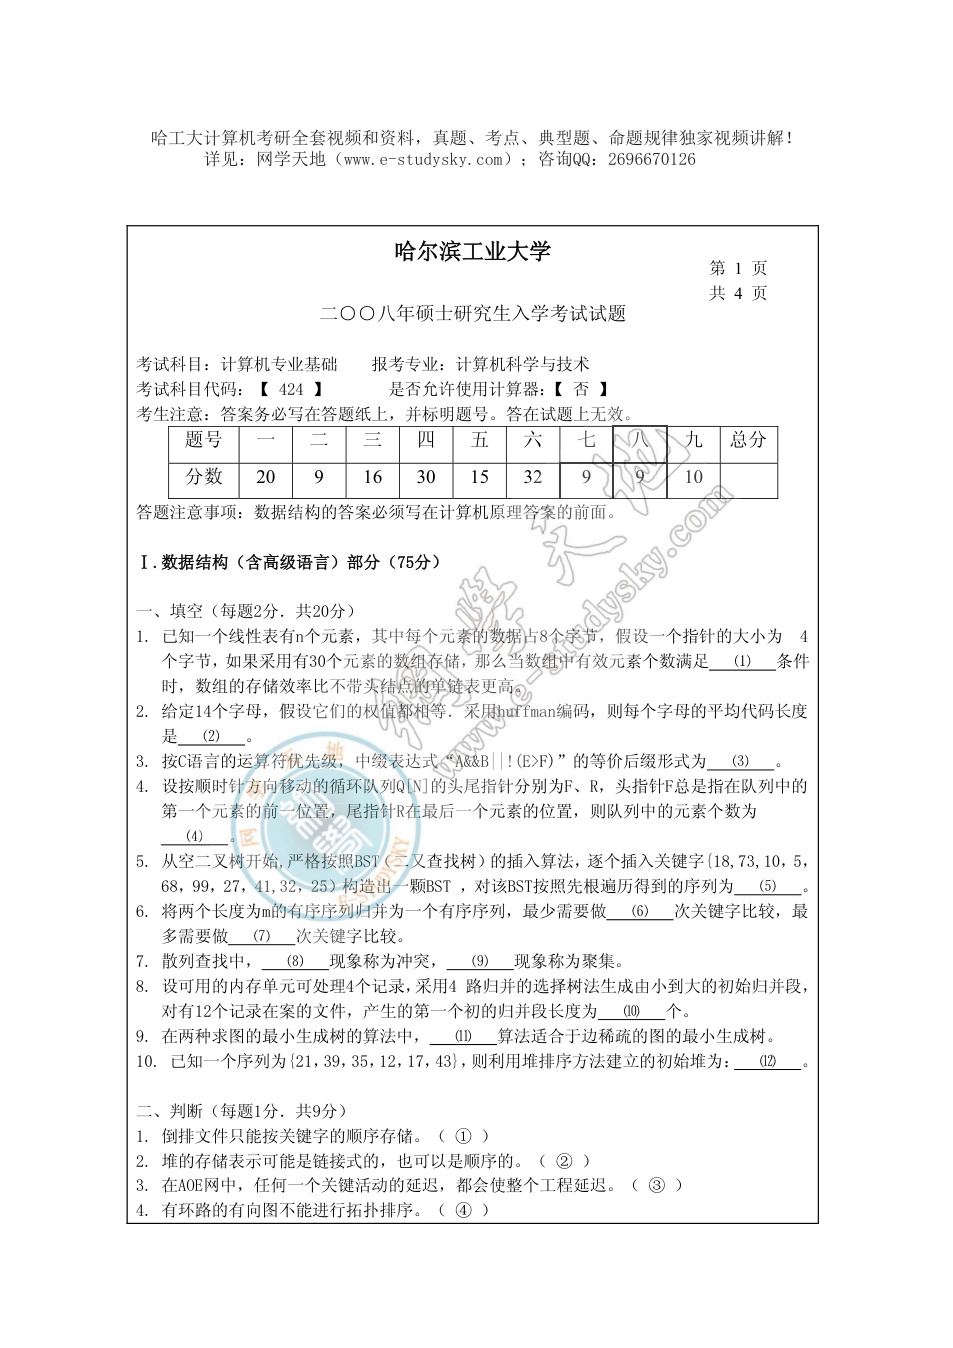 哈工大计算机考研全套视频和资料，真题、考点、典型题、命题规律独家视频讲解！
详见：网学天地（www.e-studysky.com）；咨询QQ：2696670126
哈尔滨工业大学
第 1 页
共 4 页
二〇〇八年硕士研究生入学考试试题
考试科目：计算机专业基础 报考专业：计算机科学与技术
考试科目代码：【 424 】 是否允许使用计算器：【 否 】
考生注意：答案务必写在答题纸上，并标明题号。答在试题上无效。
题号 一 二 三 四 五 六 七 八 九 总分
分数 20 9 16 30 15 32 9 9 10
答题注意事项：数据结构的答案必须写在计算机原理答案的前面。
Ⅰ.数据结构（含高级语言）部分（75分）
一、填空（每题2分．共20分）
1. 已知一个线性表有n个元素，其中每个元素的数据占8个字节，假设一个指针的大小为 4
个字节，如果采用有30个元素的数组存储，那么当数组中有效元素个数满足 ⑴ 条件
时，数组的存储效率比不带头结点的单链表更高。
2. 给定14个字母，假设它们的权值都相等．采用huffman编码，则每个字母的平均代码长度
是 ⑵ 。
3. 按C语言的运算符优先级，中缀表达式“A&&B||!(E>F)”的等价后缀形式为 ⑶ 。
4. 设按顺时针方向移动的循环队列Q[N]的头尾指针分别为F、R，头指针F总是指在队列中的
第一个元素的前一位置，尾指针R在最后一个元素的位置，则队列中的元素个数为
⑷ 。
5. 从空二叉树开始,严格按照BST（二叉查找树）的插入算法，逐个插入关键字{18,73,10，5，
68，99，27，41,32，25）构造出一颗BST ，对该BST按照先根遍历得到的序列为 ⑸ 。
6. 将两个长度为m的有序序列归并为一个有序序列，最少需要做 ⑹ 次关键字比较，最
多需要做 ⑺ 次关键字比较。
7. 散列查找中， ⑻ 现象称为冲突， ⑼ 现象称为聚集。
8. 设可用的内存单元可处理4个记录,采用4 路归并的选择树法生成由小到大的初始归并段，
对有12个记录在案的文件，产生的第一个初的归并段长度为 ⑽ 个。
9. 在两种求图的最小生成树的算法中， ⑾ 算法适合于边稀疏的图的最小生成树。
10. 已知一个序列为{21,39,35,12,17,43},则利用堆排序方法建立的初始堆为： ⑿ 。
二、判断（每题1分．共9分）
1. 倒排文件只能按关键字的顺序存储。（ ① ）
2. 堆的存储表示可能是链接式的，也可以是顺序的。（ ② ）
3. 在AOE网中，任何一个关键活动的延迟，都会使整个工程延迟。（ ③ ）
4. 有环路的有向图不能进行拓扑排序。（ ④ ）
網學天地
www.e-studysky.com
E-STUDYSKY